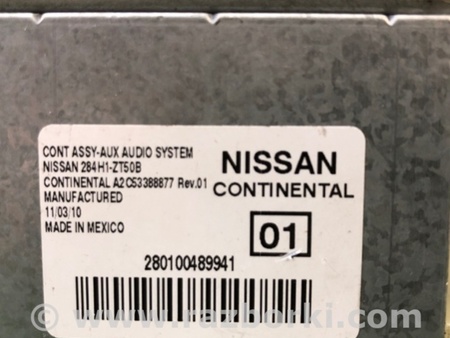 CONT ASSY-AUX AUDIO SYSTEM
NISSAN 284H1-ZT50B
CONTINENTAL A2C53388877 Rev.01
MANUFACTURED
11/03/10
MADE IN MEXICO
NISSAN
CONTINENTAL
01
280100489941
© www.razborki.com